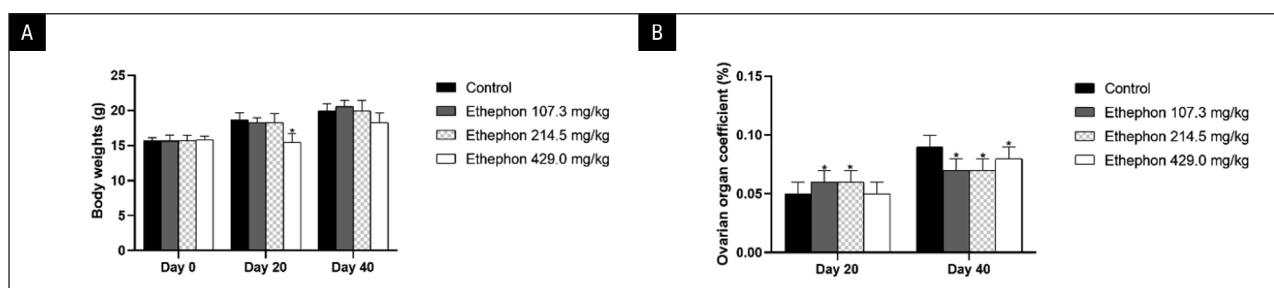 A
Body weights (g)
25
20
15
10
5
0
*
Day 0
Day 20
Day 40
Control
Ethephon 107.3 mg/kg
Ethephon 214.5 mg/kg
Ethephon 429.0 mg/kg
B
Ovarian organ coefficient (%)
0.15
0.10
0.05
0.00
* *
* * *
Day 20
Day 40
Control
Ethephon 107.3 mg/kg
Ethephon 214.5 mg/kg
Ethephon 429.0 mg/kg